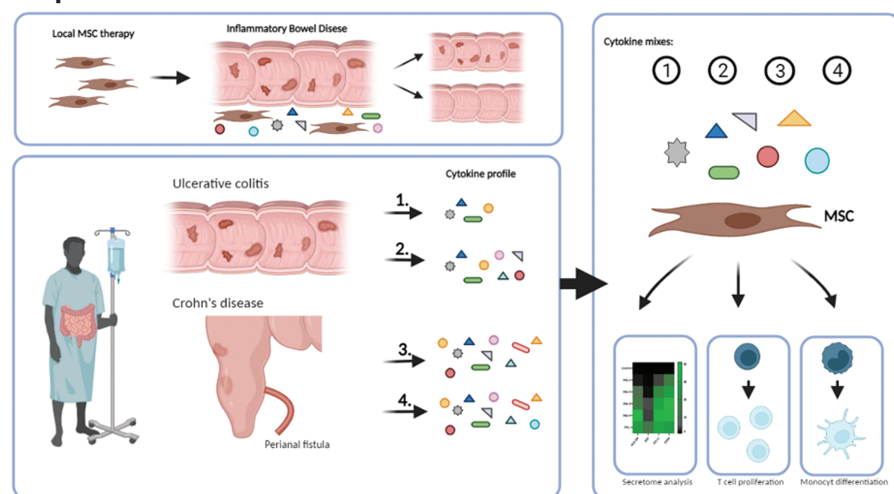 Local MSC therapy
Inflammatory Bowel Disese
Ulcerative colitis
Cytokine profile
1.
2.
Crohn's disease
3.
4.
Perianal fistula
Cytokine mixes:
1 2 3 4
MSC
Secretome analysis
T cell proliferation
Monocyt differentiation